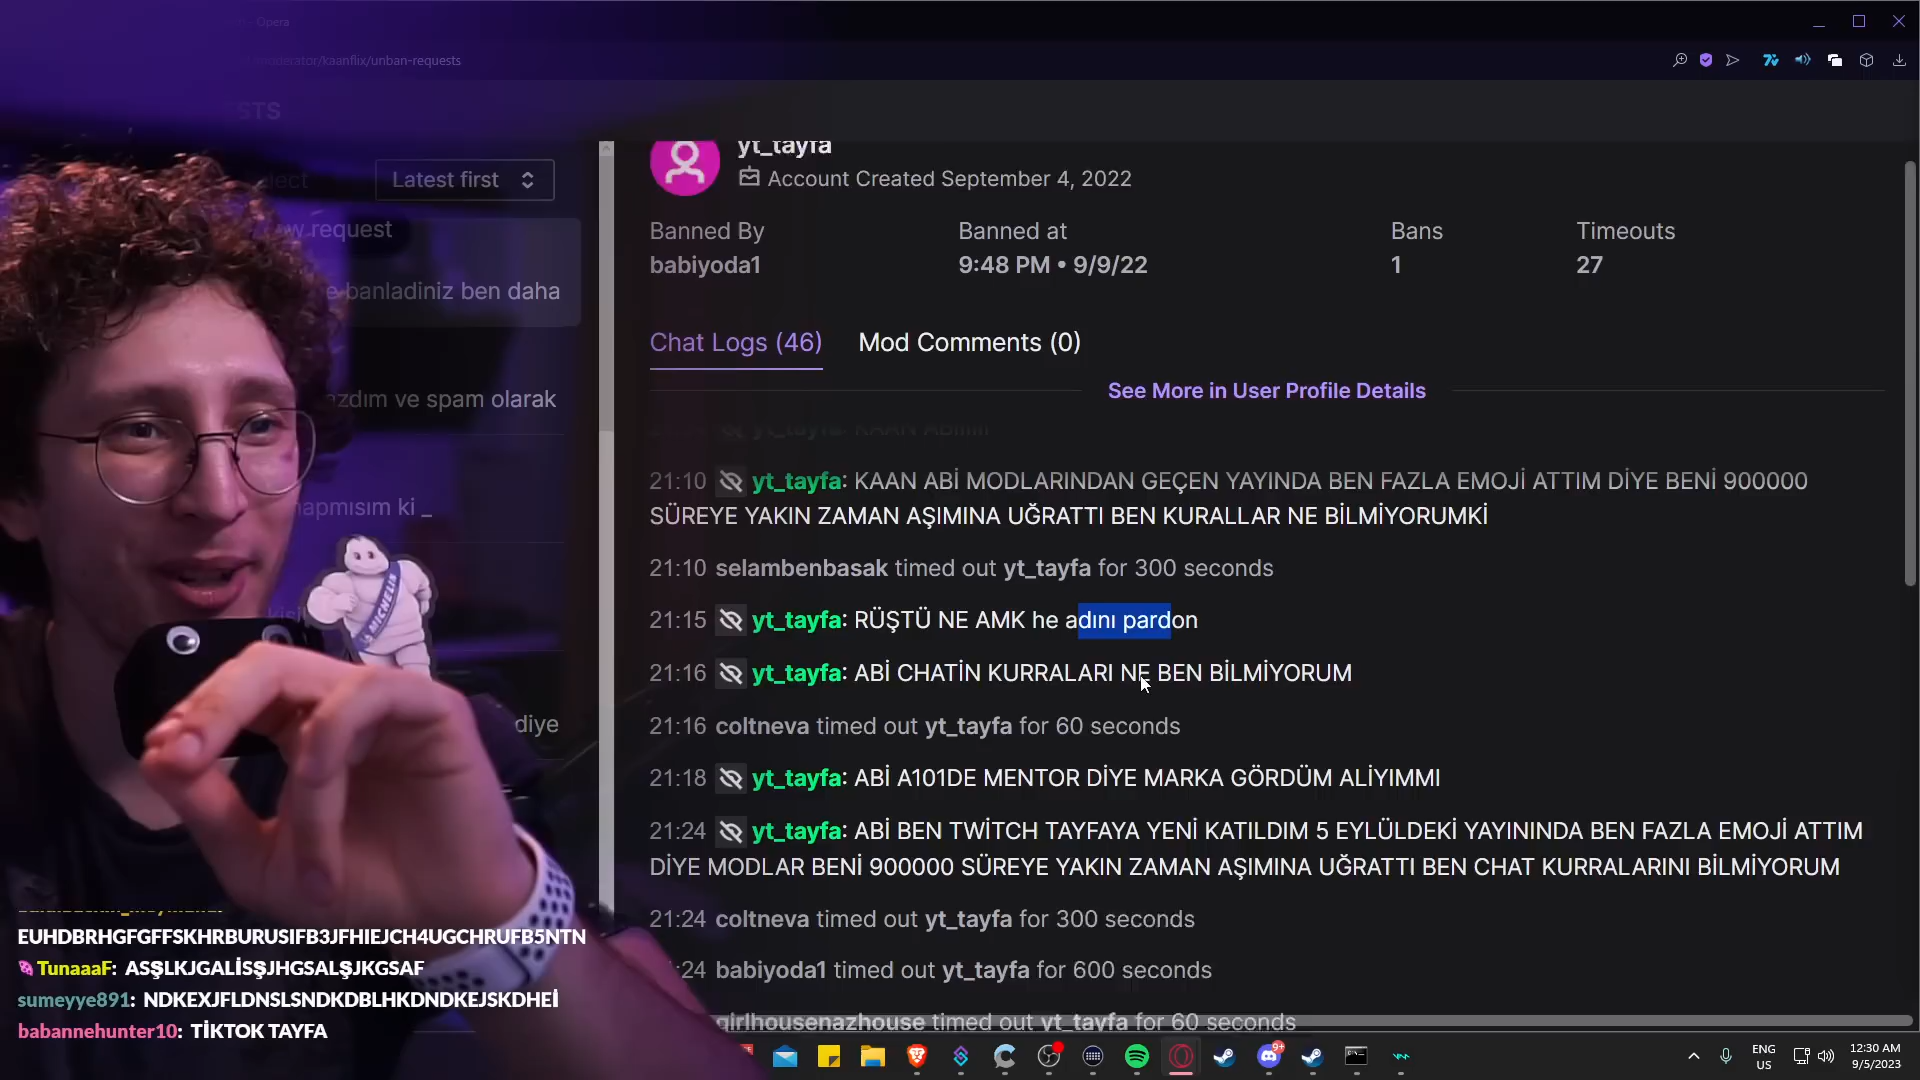 Opera
moderator/kaanflix/unban-requests
STS
Latest first
request
banladiniz ben daha
ve spam olarak
ki _
diye
MICHELIN
yt_tayfa
Account Created September 4, 2022
Banned By
Banned at
Bans
Timeouts
babiyoda1
9:48 PM • 9/9/22
1
27
Chat Logs (46)
Mod Comments (0)
See More in User Profile Details
21:10 yt_tayfa: KAAN ABİ MODLARINDAN GEÇEN YAYINDA BEN FAZLA EMOJİ ATTIM DİYE BENİ 900000
SÜREYE YAKIN ZAMAN AŞIMINA UĞRATTI BEN KURALLAR NE BİLMİYORUMKİ
21:10 selambenbasak timed out yt_tayfa for 300 seconds
21:15 yt_tayfa: RÜŞTÜ NE AMK he adını pardon
21:16 yt_tayfa: ABİ CHATİN KURRALARI NE BEN BİLMİYORUM
21:16 coltneva timed out yt_tayfa for 60 seconds
21:18 yt_tayfa: ABİ A101DE MENTOR DİYE MARKA GÖRDÜM ALİYIMMI
21:24 yt_tayfa: ABİ BEN TWİTCH TAYFAYA YENİ KATILDIM 5 EYLÜLDEKİ YAYININDA BEN FAZLA EMOJİ ATTIM
DİYE MODLAR BENİ 900000 SÜREYE YAKIN ZAMAN AŞIMINA UĞRATTI BEN CHAT KURRALARINI BİLMİYORUM
21:24 coltneva timed out yt_tayfa for 300 seconds
:24 babiyoda1 timed out yt_tayfa for 600 seconds
girlhousenazhouse timed out yt_tayfa for 60 seconds
EUHDBRHGFGFFSKHRBURUSIFB3JFHIEJCH4UGCHRUFB5NTN
TunaaaF: ASŞLKJGALİSŞJHGSALŞJKGSAF
sumeyye891: NDKEXJFLDNSLSNDKDBLHKDNDKEJSKDHEİ
babannehunter10: TİKTOK TAYFA
9+
ENG
US
12:30 AM
9/5/2023